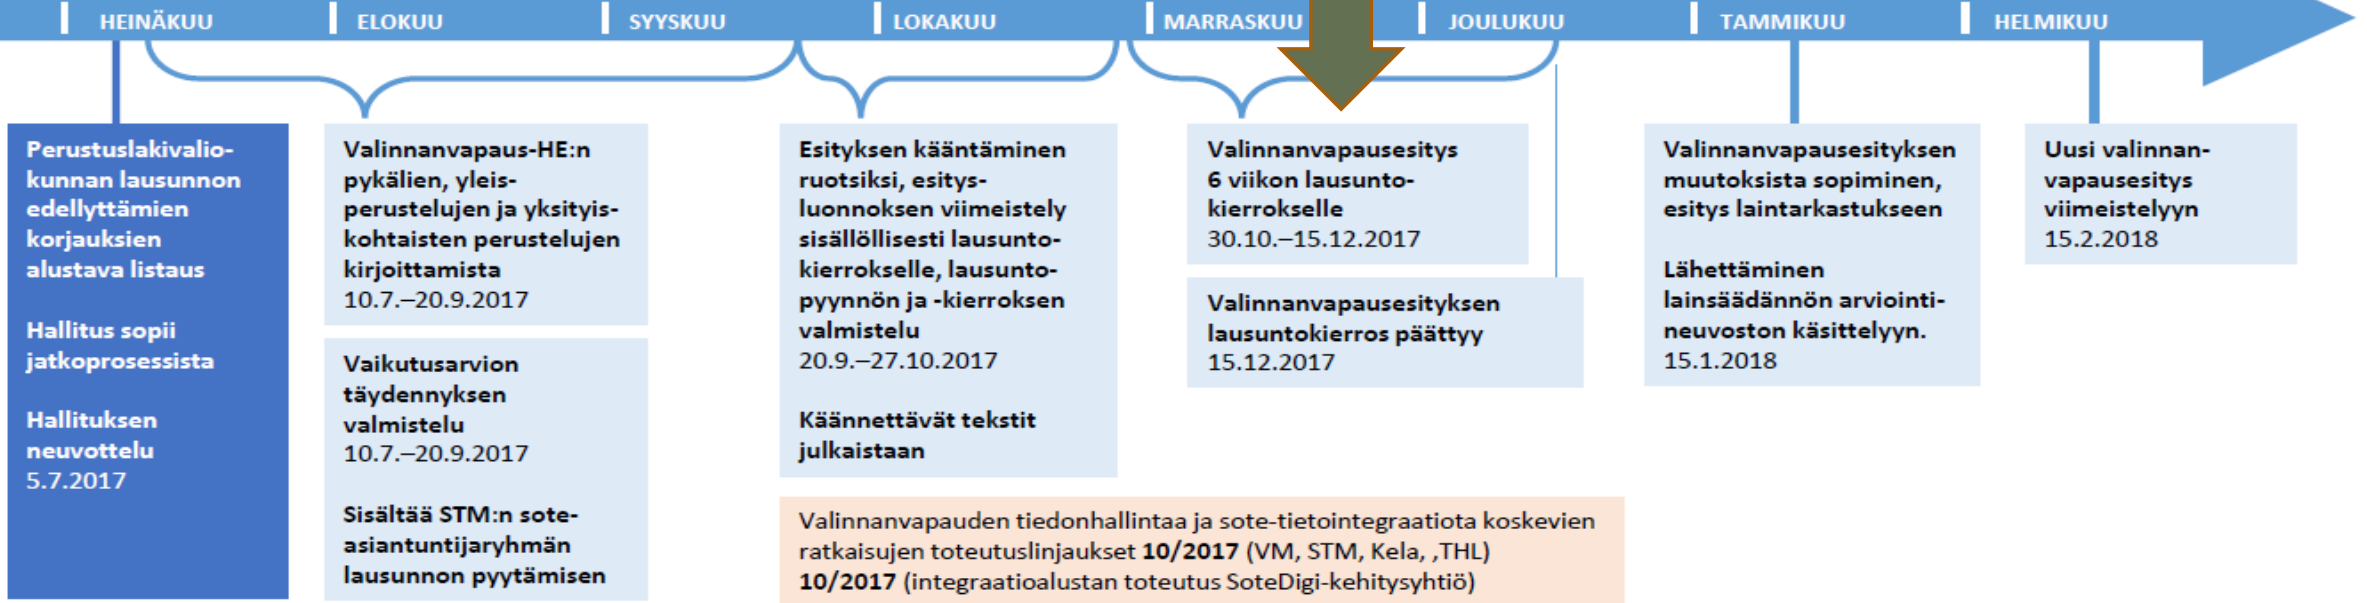 HEINÄKUU
ELOKUU
SYYSKUU
LOKAKUU
MARRASKUU
JOULUKUU
TAMMIKUU
HELMIKUU
Perustuslakivalio-
kunnan lausunnon
edellyttämien
korjauksien
alustava listaus
Hallitus sopii
jatkoprosessista
Hallituksen
neuvottelu
5.7.2017
Valinnanvapaus-HE:n
pykälien, yleis-
perustelujen ja yksityis-
kohtaisten perustelujen
kirjoittamista
10.7.–20.9.2017
Vaikutusarvion
täydennyksen
valmistelu
10.7.–20.9.2017
Sisältää STM:n sote-
asiantuntijaryhmän
lausunnon pyytämisen
Esityksen kääntäminen
ruotsiksi, esitys-
luonnoksen viimeistely
sisällöllisesti lausunto-
kierrokselle, lausunto-
pyynnön ja -kierroksen
valmistelu
20.9.–27.10.2017
Käännettävät tekstit
julkaistaan
Valinnanvapausesitys
6 viikon lausunto-
kierrokselle
30.10.–15.12.2017
Valinnanvapausesityksen
lausuntokierros päättyy
15.12.2017
Valinnanvapausesityksen
muutoksista sopiminen,
esitys laintarkastukseen
Lähettäminen
lainsäädännön arviointi-
neuvoston käsittelyyn.
15.1.2018
Uusi valinnan-
vapausesitys
viimeistelyyn
15.2.2018
Valinnanvapauden tiedonhallintaa ja sote-tietointegraatiota koskevien
ratkaisujen toteutuslinjaukset 10/2017 (VM, STM, Kela, ,THL)
10/2017 (integraatioalustan toteutus SoteDigi-kehitysyhtiö)